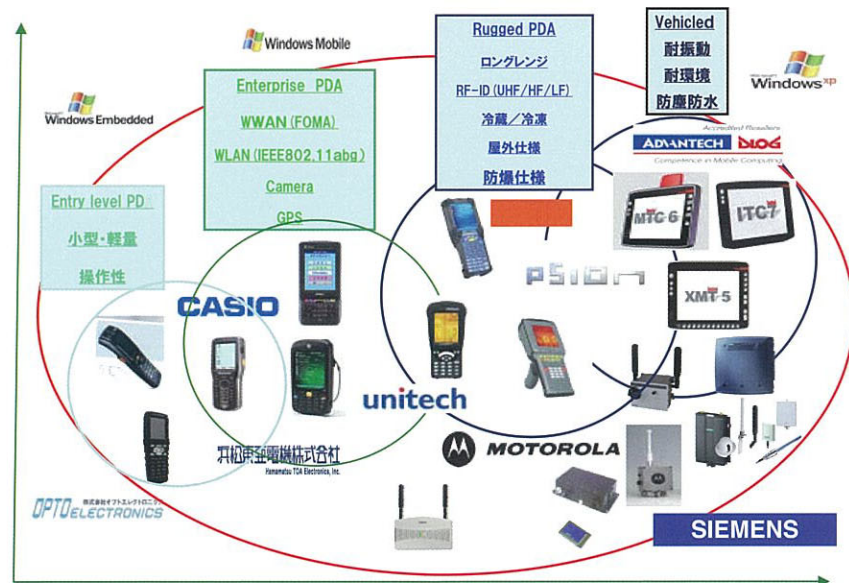 Windows Mobile
Windows Embedded
Entry level PD
小型・軽量
操作性
Enterprise PDA
WWAN(FOMA)
WLAN(IEEE802.11abg)
Camera
GPS
Rugged PDA
ロングレンジ
RF-ID(UHF/HF/LF)
冷蔵／冷凍
屋外仕様
防爆仕様
Vehicled
耐振動
耐環境
防塵防水
Windows xp
Accredited Resellers
ADVANTECH DLOG
Competence in Mobile Computing
MTC 6
ITC 7
XMT 5
PSION
CASIO
unitech
浜松東亜電機株式会社
Hamamatsu TOA Electronics, Inc.
MOTOROLA
株式会社オプトエレクトロニクス
OPTOELECTRONICS
SIEMENS